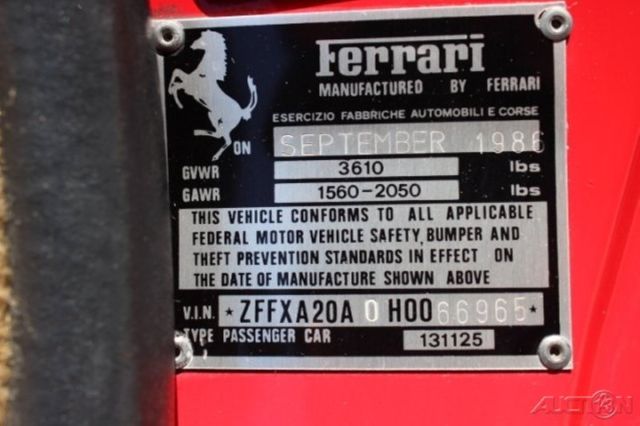 Ferrari
MANUFACTURED BY FERRARI
ESERCIZIO FABBRICHE AUTOMOBILI E CORSE
ON SEPTEMBER 1986
GVWR 3610 lbs
GAWR 1560-2050 lbs
THIS VEHICLE CONFORMS TO ALL APPLICABLE
FEDERAL MOTOR VEHICLE SAFETY, BUMPER AND
THEFT PREVENTION STANDARDS IN EFFECT ON
THE DATE OF MANUFACTURE SHOWN ABOVE
V.I.N. * ZFFXA20A 0 H0066965 *
TYPE PASSENGER CAR 131125
AUCTION